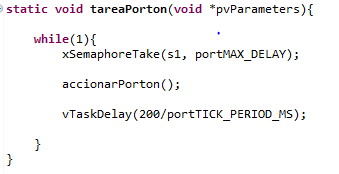 static void tareaPorton(void *pvParameters){
while(1){
xSemaphoreTake(s1, portMAX_DELAY);
accionarPorton();
vTaskDelay(200/portTICK_PERIOD_MS);
}
}